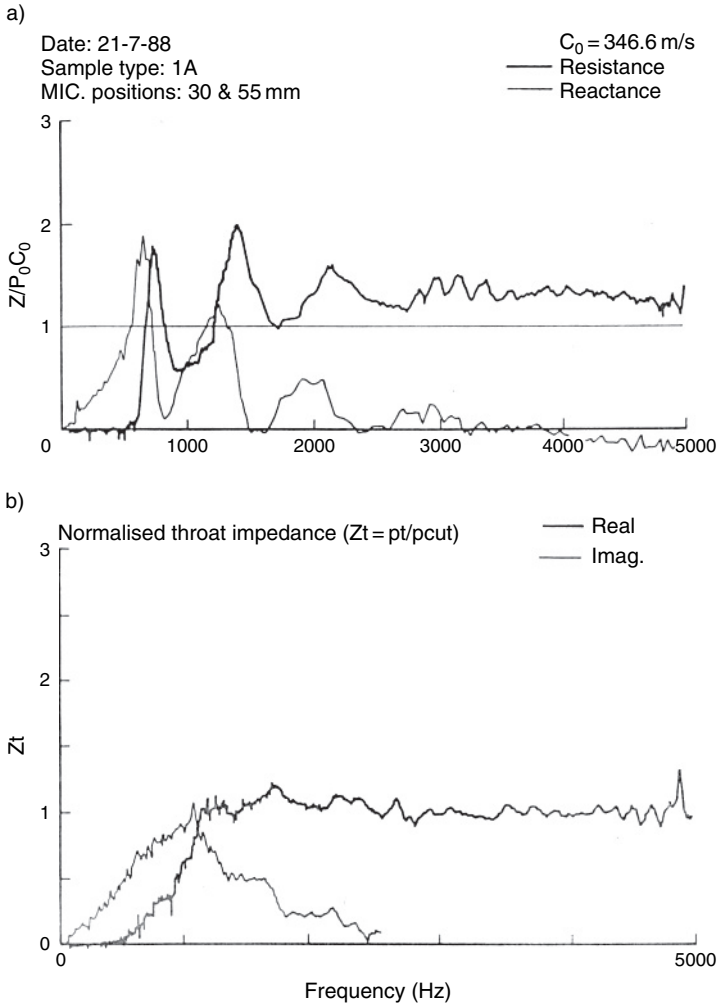 a)
Date: 21-7-88
Sample type: 1A
MIC. positions: 30 & 55 mm
C0 = 346.6 m/s
Resistance
Reactance
3
2
1
0
Z/P0C0
1000
2000
3000
4000
5000
b)
Normalised throat impedance (Zt = pt/pcut)
Real
Imag.
3
2
1
0
Zt
0
5000
Frequency (Hz)